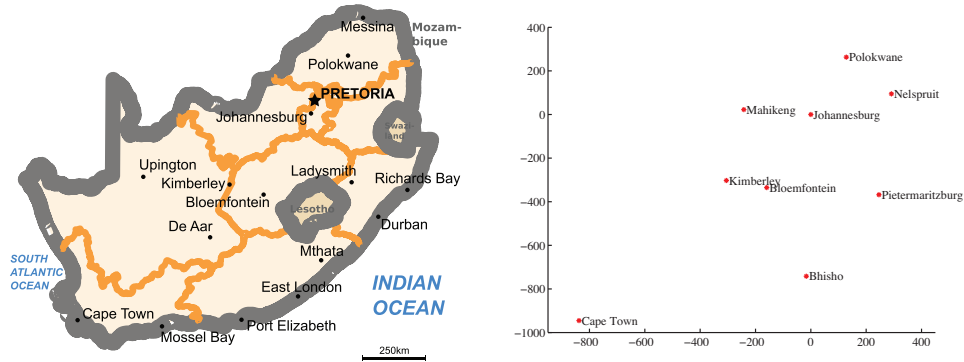 Messina
Mozam-
bique
Polokwane
PRETORIA
Johannesburg
Swazi-
land
Upington
Ladysmith
Kimberley
Richards Bay
Bloemfontein
Lesotho
De Aar
Durban
Mthata
SOUTH
ATLANTIC
OCEAN
East London
INDIAN
OCEAN
Cape Town
Port Elizabeth
Mossel Bay
250km
400
200
0
−200
−400
−600
−800
−1000
Polokwane
Nelspruit
Mahikeng
Johannesburg
Kimberley
Bloemfontein
Pietermaritzburg
Bhisho
Cape Town
−800
−600
−400
−200
0
200
400